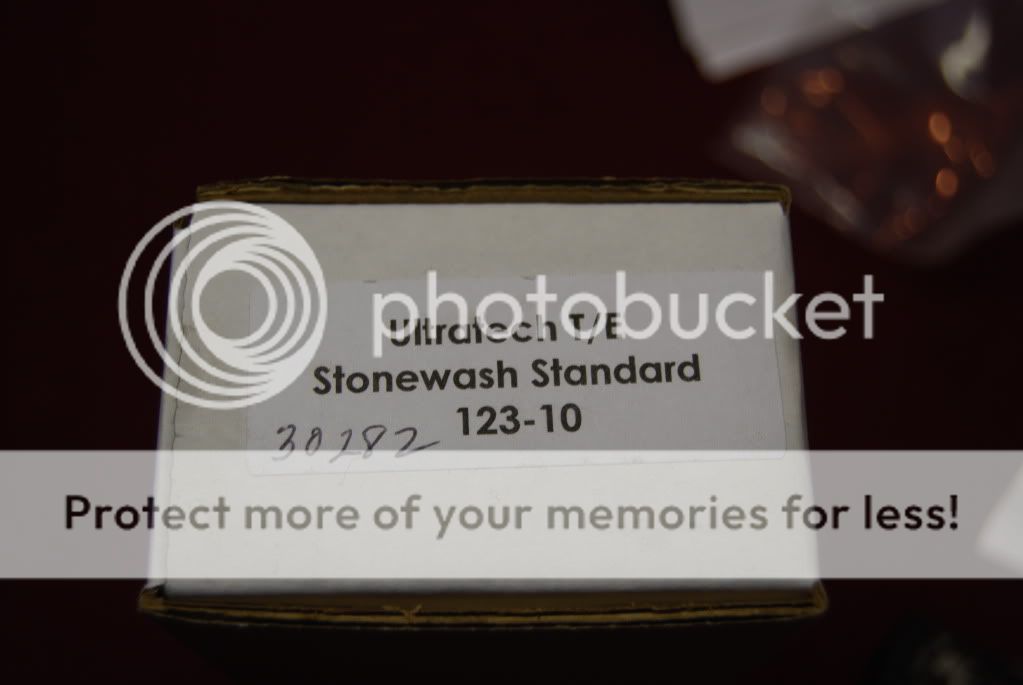 photobucket
Ultratech T/E
Stonewash Standard
123-10
30282
Protect more of your memories for less!